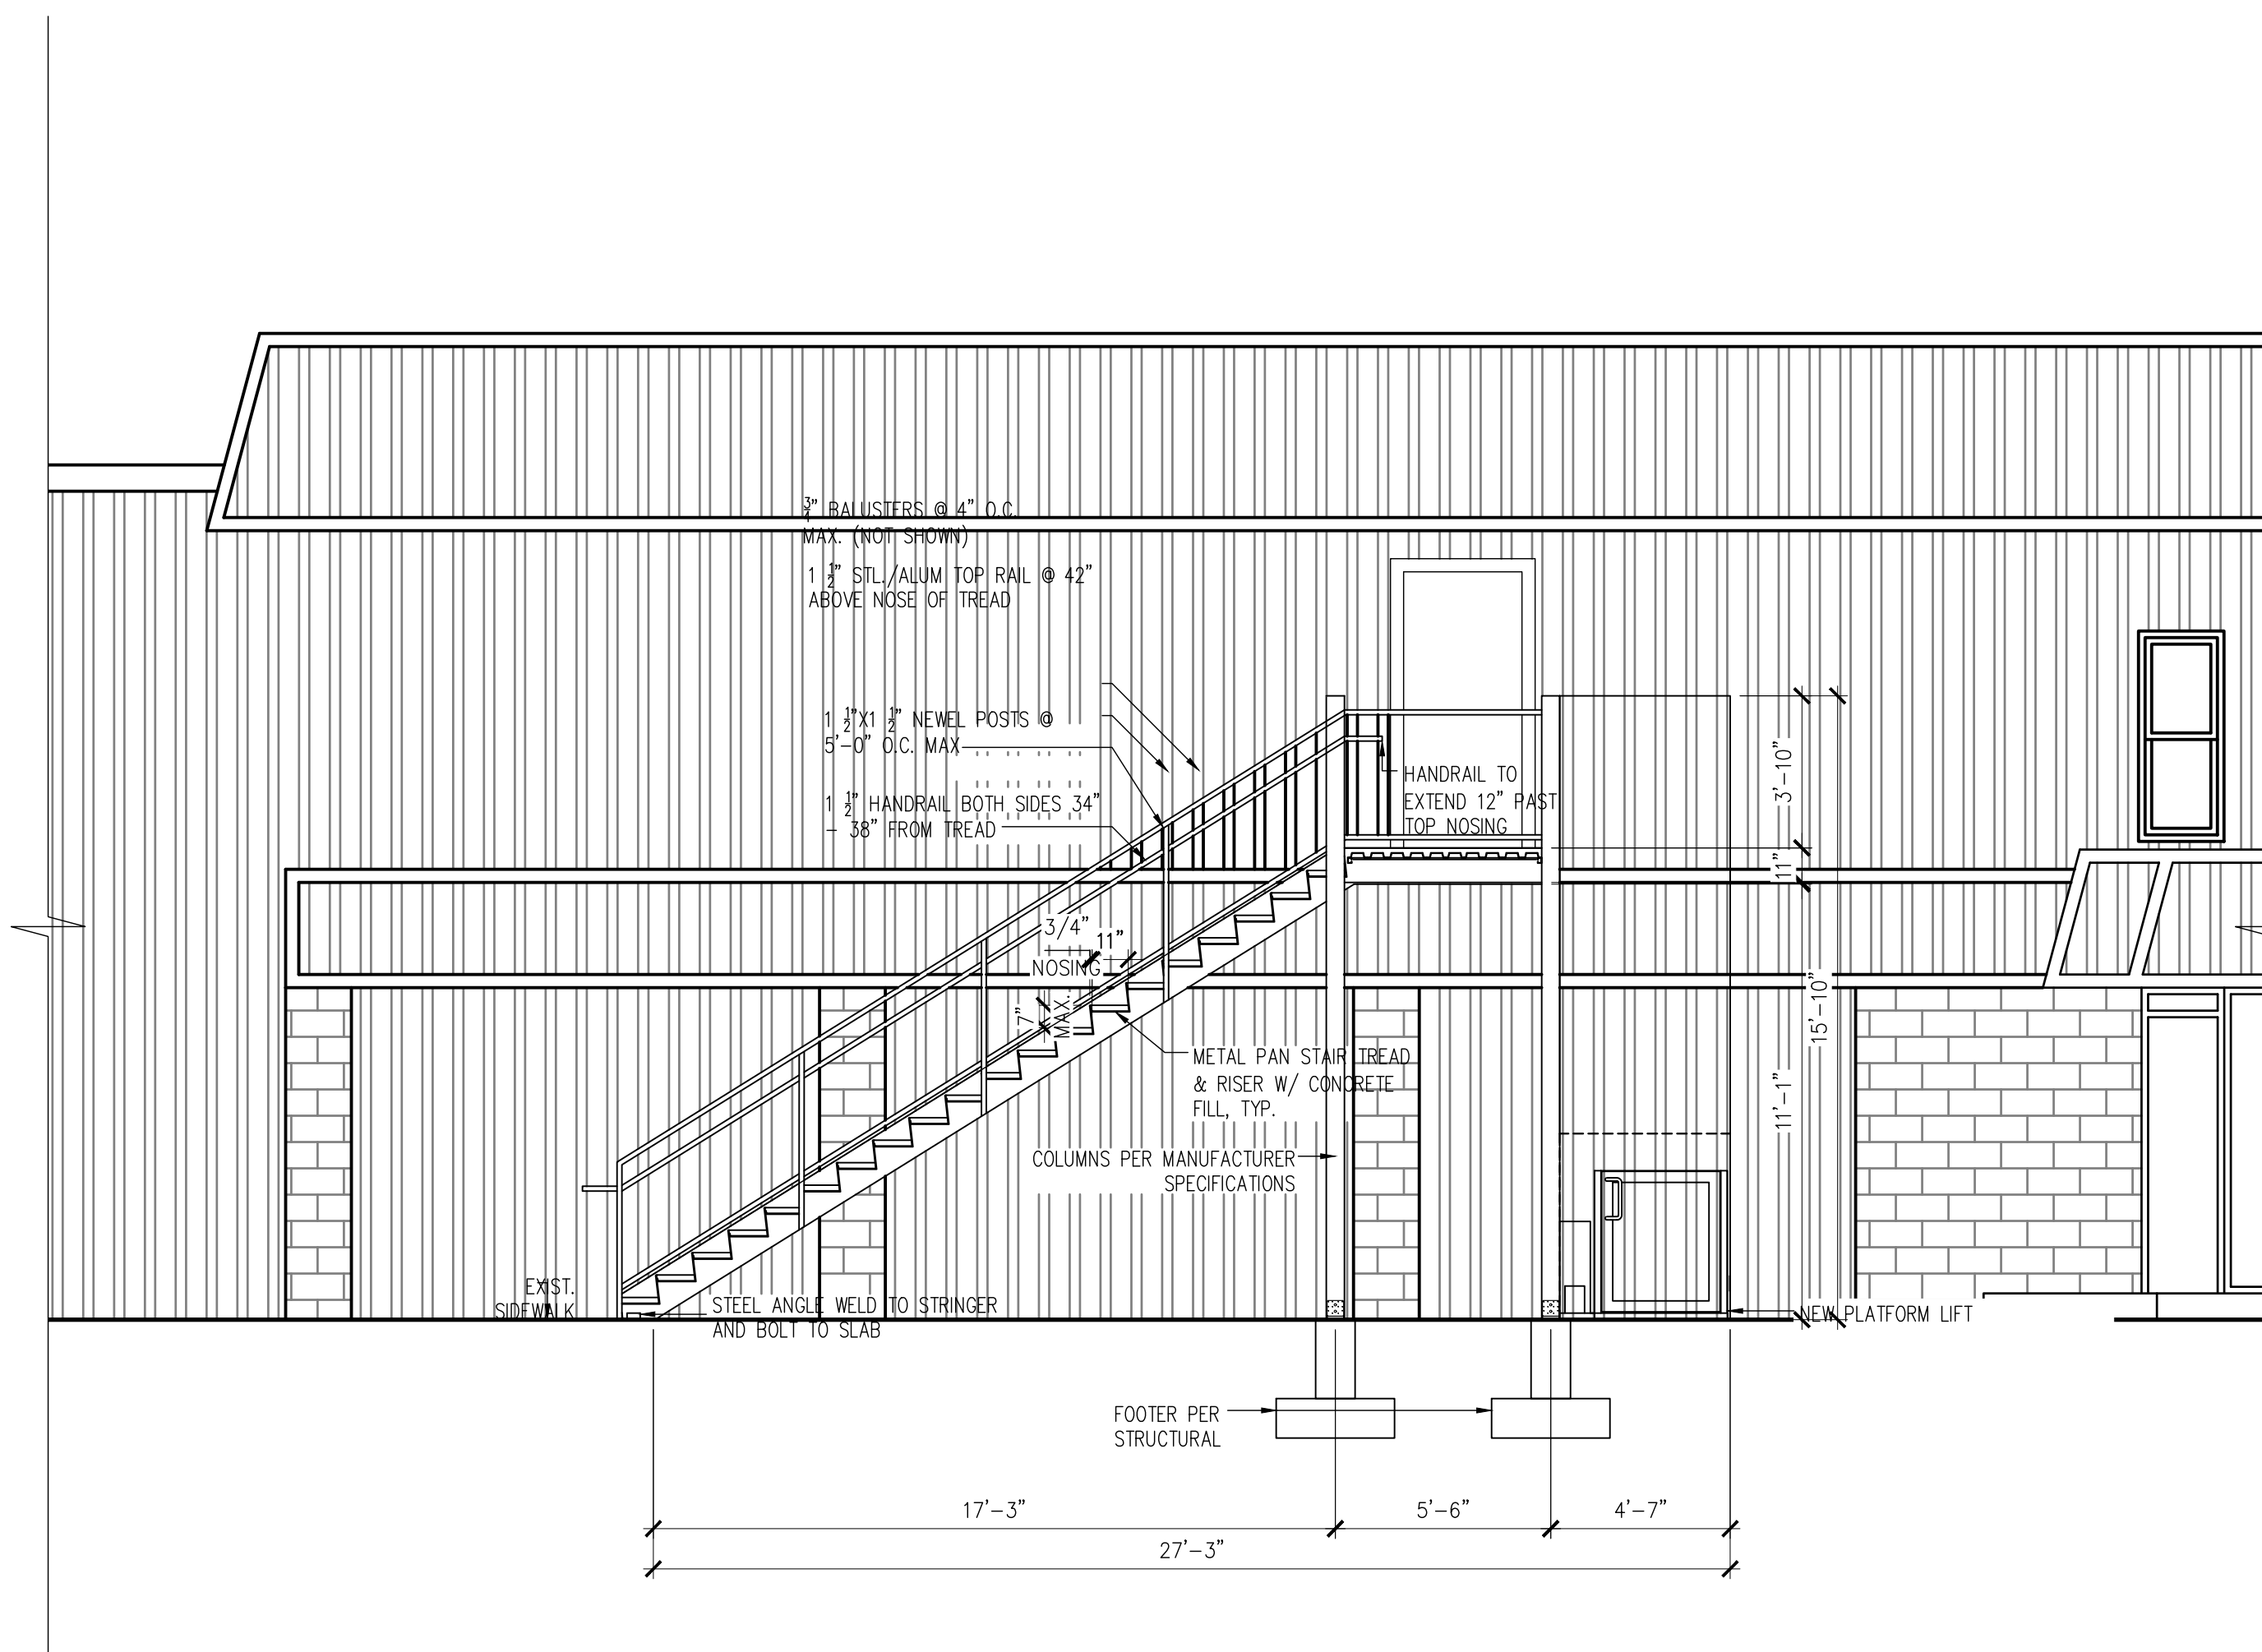 3/4" BALUSTERS @ 4" O.C.
MAX. (NOT SHOWN)
1 1/2" STL./ALUM TOP RAIL @ 42"
ABOVE NOSE OF TREAD
1 1/2"X1 1/2" NEWEL POSTS @
5'-0" O.C. MAX
1 1/2" HANDRAIL BOTH SIDES 34"
- 38" FROM TREAD
HANDRAIL TO
EXTEND 12" PAST
TOP NOSING
3'-10"
11"
15'-10"
11'-1"
3/4"
NOSING
11"
7"
MAX.
METAL PAN STAIR TREAD
& RISER W/ CONCRETE
FILL, TYP.
COLUMNS PER MANUFACTURER
SPECIFICATIONS
EXIST.
SIDEWALK
STEEL ANGLE WELD TO STRINGER
AND BOLT TO SLAB
NEW PLATFORM LIFT
FOOTER PER
STRUCTURAL
17'-3"
5'-6"
4'-7"
27'-3"